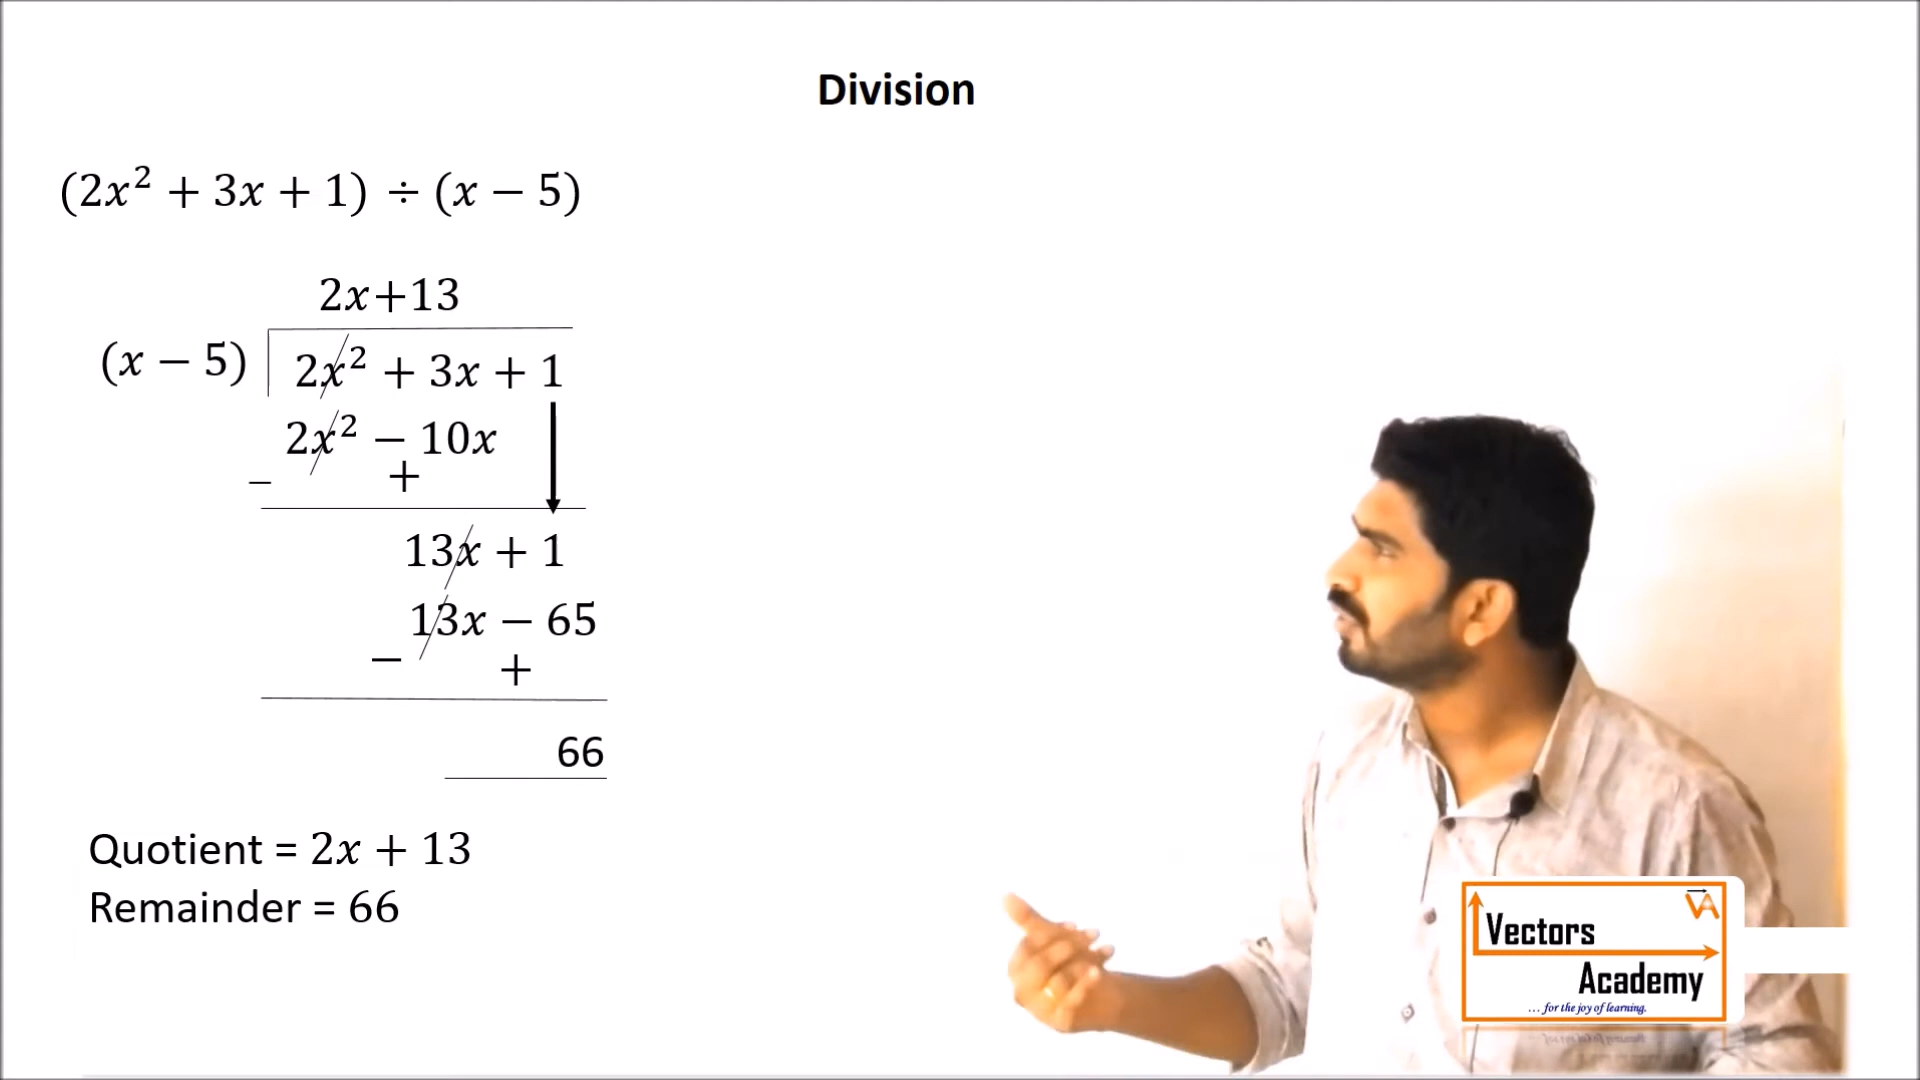 Division
(2x² + 3x + 1) ÷ (x − 5)
2x+13
(x − 5) 2x² + 3x + 1
2x² − 10x
− +
13x + 1
13x − 65
− +
66
Quotient = 2x + 13
Remainder = 66
VA
Vectors
Academy
... for the joy of learning.